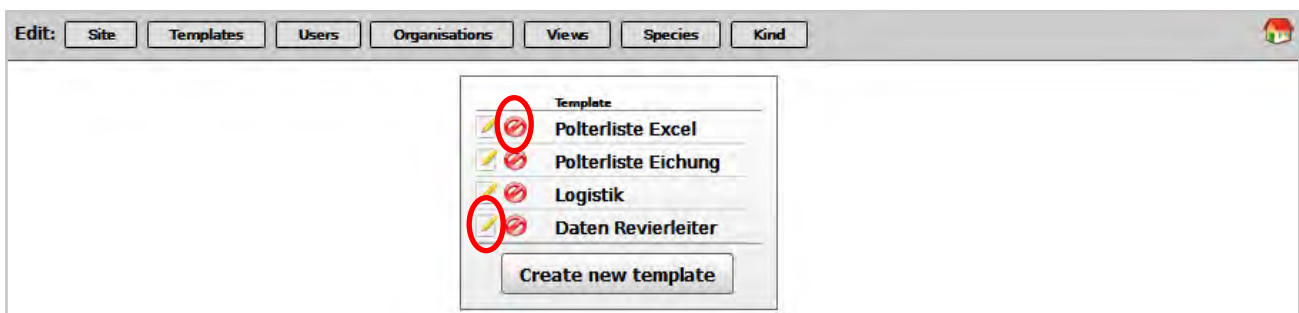 Edit: Site Templates Users Organisations Views Species Kind
Template
Polterliste Excel
Polterliste Eichung
Logistik
Daten Revierleiter
Create new template